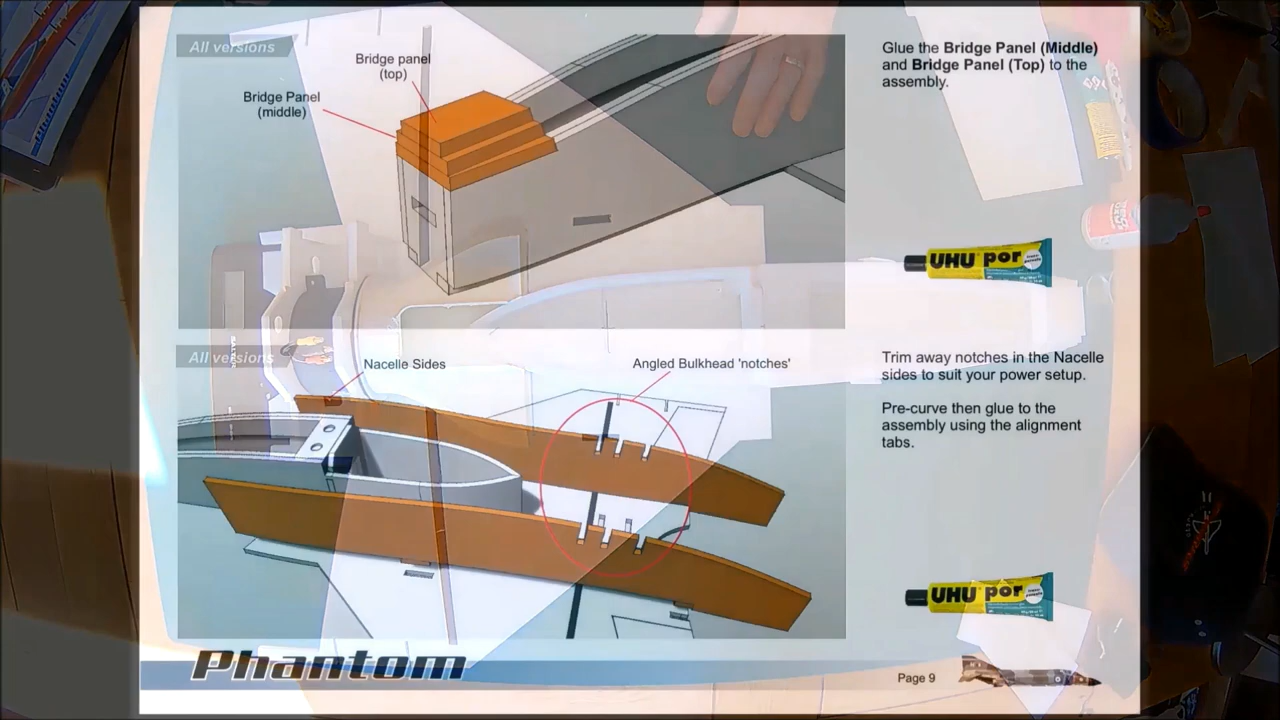 All versions
Bridge panel
(top)
Bridge Panel
(middle)
Glue the Bridge Panel (Middle)
and Bridge Panel (Top) to the
assembly.
UHU por
All versions
Nacelle Sides
Angled Bulkhead 'notches'
Trim away notches in the Nacelle
sides to suit your power setup.
Pre-curve then glue to the
assembly using the alignment
tabs.
UHU por
Phantom
Page 9